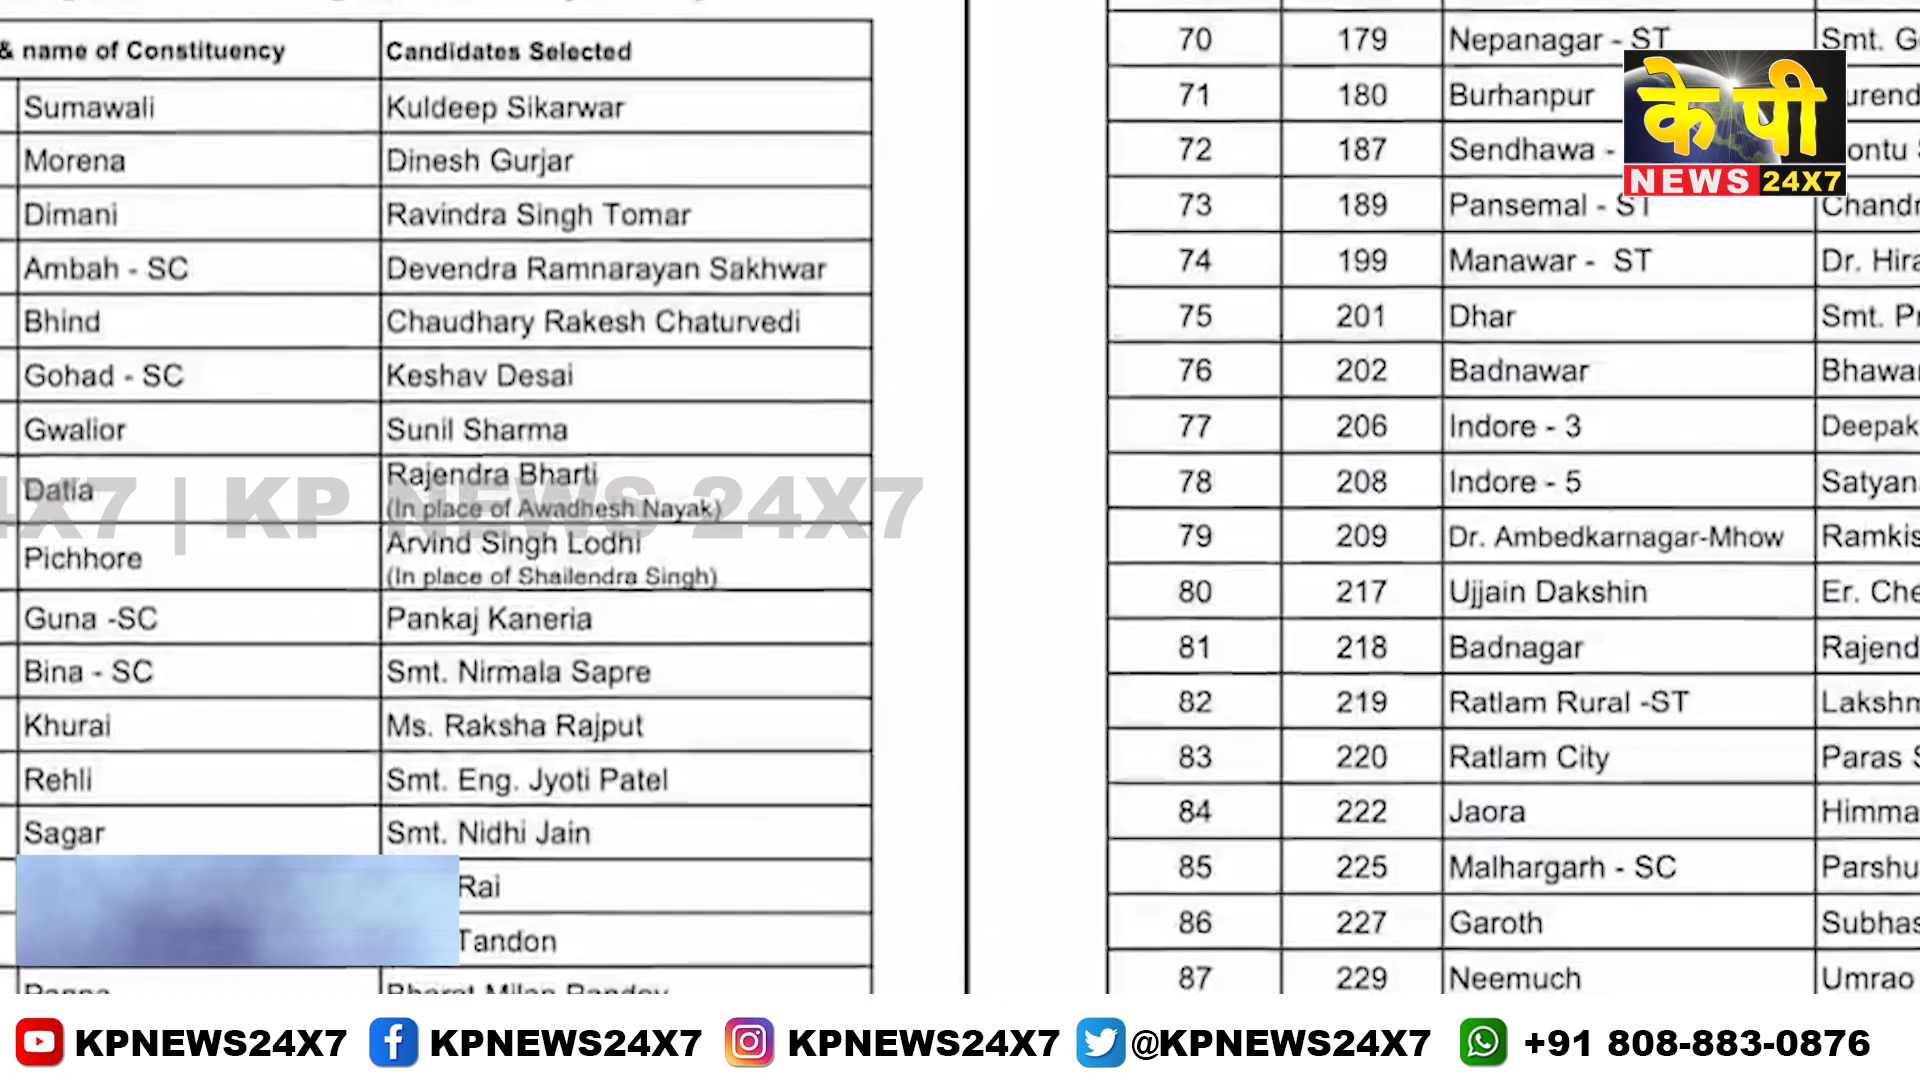 & name of Constituency Candidates Selected
Sumawali Kuldeep Sikarwar
Morena Dinesh Gurjar
Dimani Ravindra Singh Tomar
Ambah - SC Devendra Ramnarayan Sakhwar
Bhind Chaudhary Rakesh Chaturvedi
Gohad - SC Keshav Desai
Gwalior Sunil Sharma
Datia Rajendra Bharti
(In place of Awadhesh Nayak)
Pichhore Arvind Singh Lodhi
(In place of Shailendra Singh)
Guna -SC Pankaj Kaneria
Bina - SC Smt. Nirmala Sapre
Khurai Ms. Raksha Rajput
Rehli Smt. Eng. Jyoti Patel
Sagar Smt. Nidhi Jain
Rai
Tandon
4X7 | KP NEWS 24X7
70 179 Nepanagar - ST Smt.
71 180 Burhanpur
72 187 Sendhawa -
73 189 Pansemal - ST
74 199 Manawar - ST Dr.
75 201 Dhar Smt.
76 202 Badnawar
77 206 Indore - 3 Deepak
78 208 Indore - 5
79 209 Dr. Ambedkarnagar-Mhow
80 217 Ujjain Dakshin Er.
81 218 Badnagar
82 219 Ratlam Rural -ST
83 220 Ratlam City Paras
84 222 Jaora
85 225 Malhargarh - SC
86 227 Garoth
87 229 Neemuch Umrao
के पी
NEWS 24X7
KPNEWS24X7 KPNEWS24X7 KPNEWS24X7 @KPNEWS24X7 +91 808-883-0876